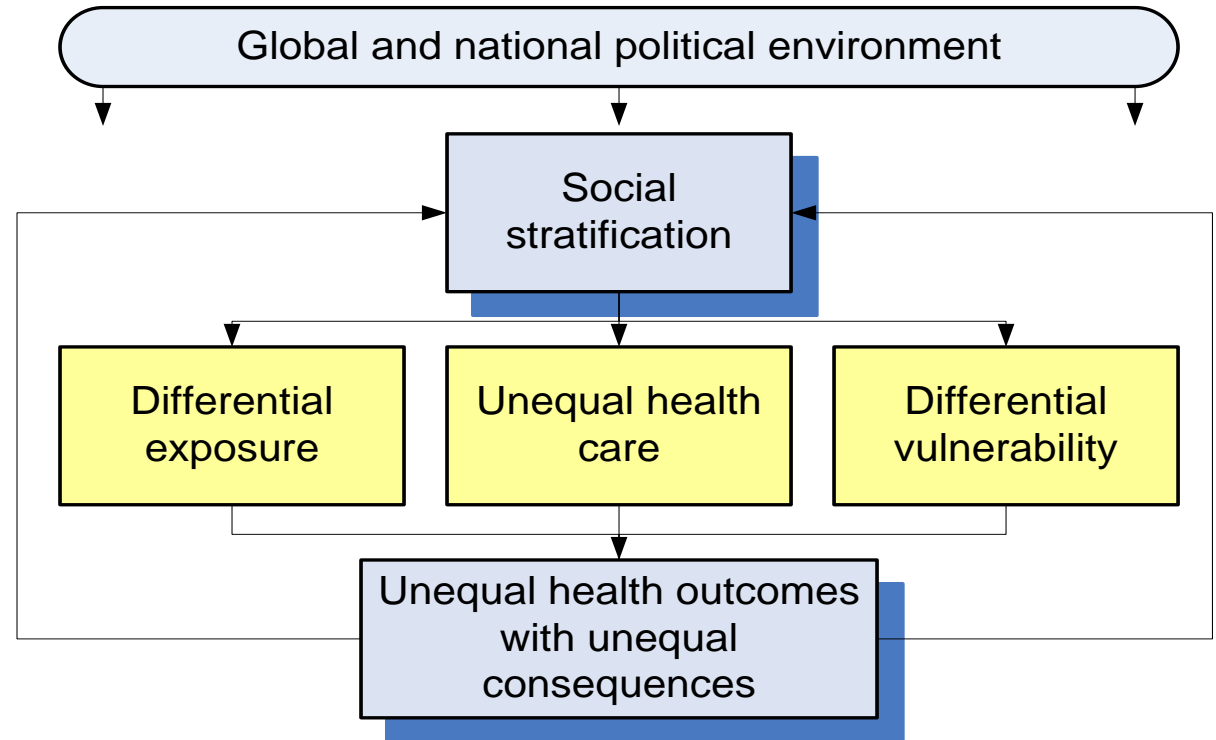 Global and national political environment
Social
stratification
Differential
exposure
Unequal health
care
Differential
vulnerability
Unequal health outcomes
with unequal
consequences